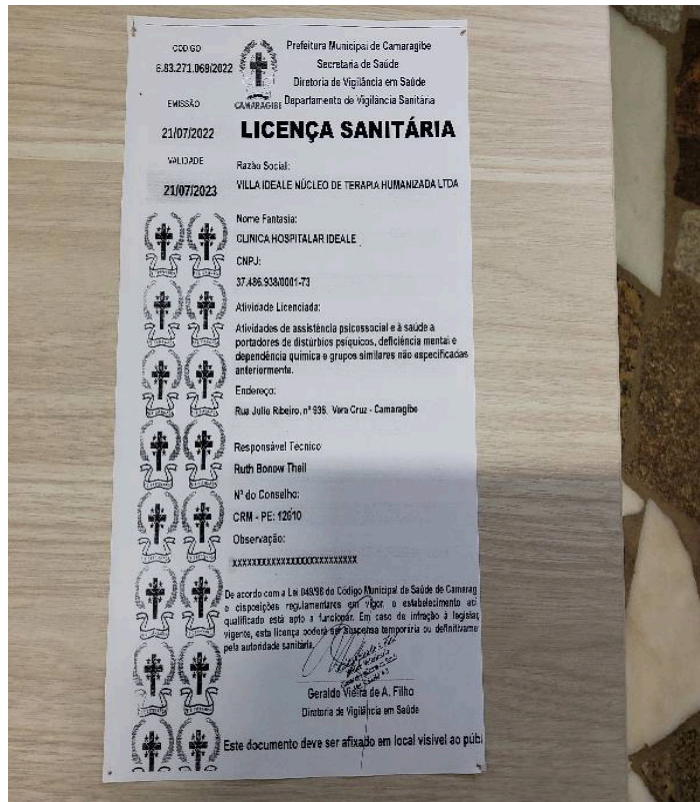 CODIGO
6.83.271.069/2022
EMISSÃO
21/07/2022
VALIDADE
21/07/2023
CAMARAGIBE
Prefeitura Municipal de Camaragibe
Secretaria de Saúde
Diretoria de Vigilância em Saúde
Departamento de Vigilância Sanitária
LICENÇA SANITÁRIA
Razão Social:
VILLA IDEALE NÚCLEO DE TERAPIA HUMANIZADA LTDA
Nome Fantasia:
CLINICA HOSPITALAR IDEALE
CNPJ:
37.486.938/0001-73
Atividade Licenciada:
Atividades de assistência psicossocial e à saúde a
portadores de distúrbios psíquicos, deficiência mental e
dependência química e grupos similares não especificadas
anteriormente.
Endereço:
Rua Julio Ribeiro, nº 936. Vera Cruz - Camaragibe
Responsável Tecnico
Ruth Bonow Theil
Nº do Conselho:
CRM - PE: 12610
Observação:
xxxxxxxxxxxxxxxxxxxxxxxxxxx
De acordo com a Lei 049/98 do Código Municipal de Saúde de Camarag
e disposições regulamentares em vigor, o estabelecimento aci
qualificado está apto a funcionar. Em caso de infração à legislaç
vigente, esta licença poderá ser suspensa temporária ou definitivame
pela autoridade sanitária.
Geraldo Vieira de A. Filho
Diretoria de Vigilância em Saúde
Este documento deve ser afixado em local visível ao púb